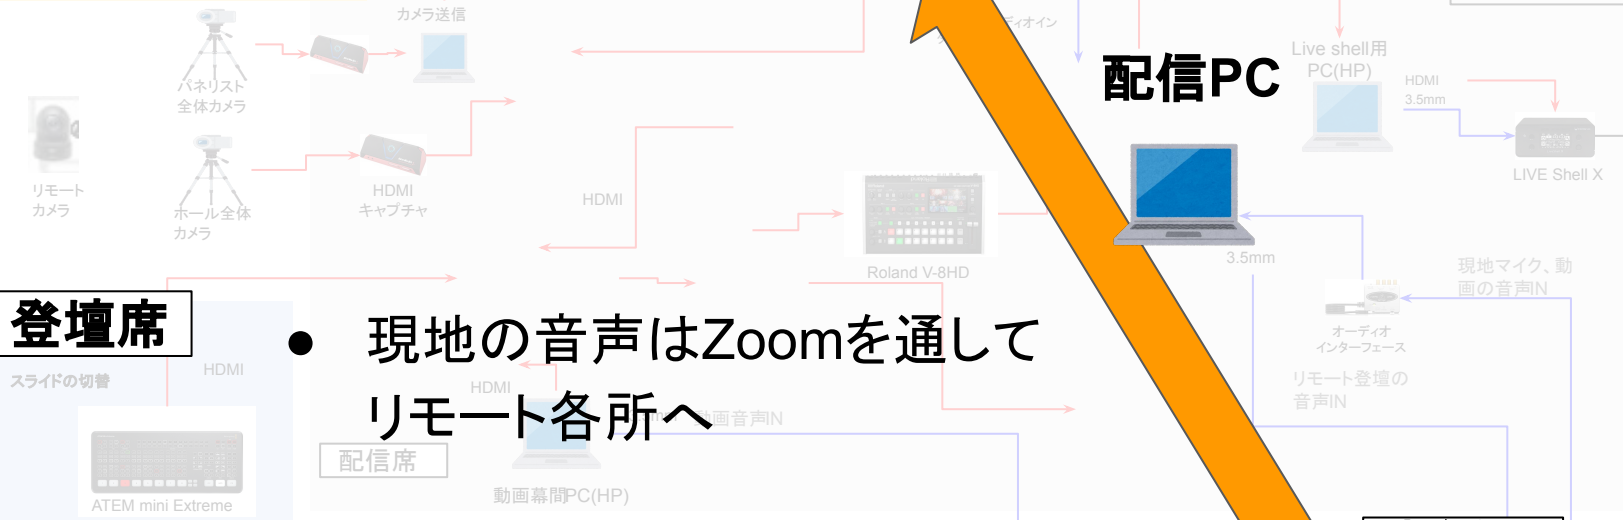 カメラ送信
ディオイン
配信PC
Live shell用
PC(HP)
HDMI
3.5mm
パネリスト
全体カメラ
リモート
カメラ
ホール全体
カメラ
HDMI
キャプチャ
HDMI
LIVE Shell X
Roland V-8HD
3.5mm
現地マイク、動
画の音声IN
登壇席
● 現地の音声はZoomを通して
リモート各所へ
オーディオ
インターフェース
スライドの切替
HDMI
HDMI
リモート登壇の
音声IN
動画音声IN
配信席
動画幕間PC(HP)
ATEM mini Extreme